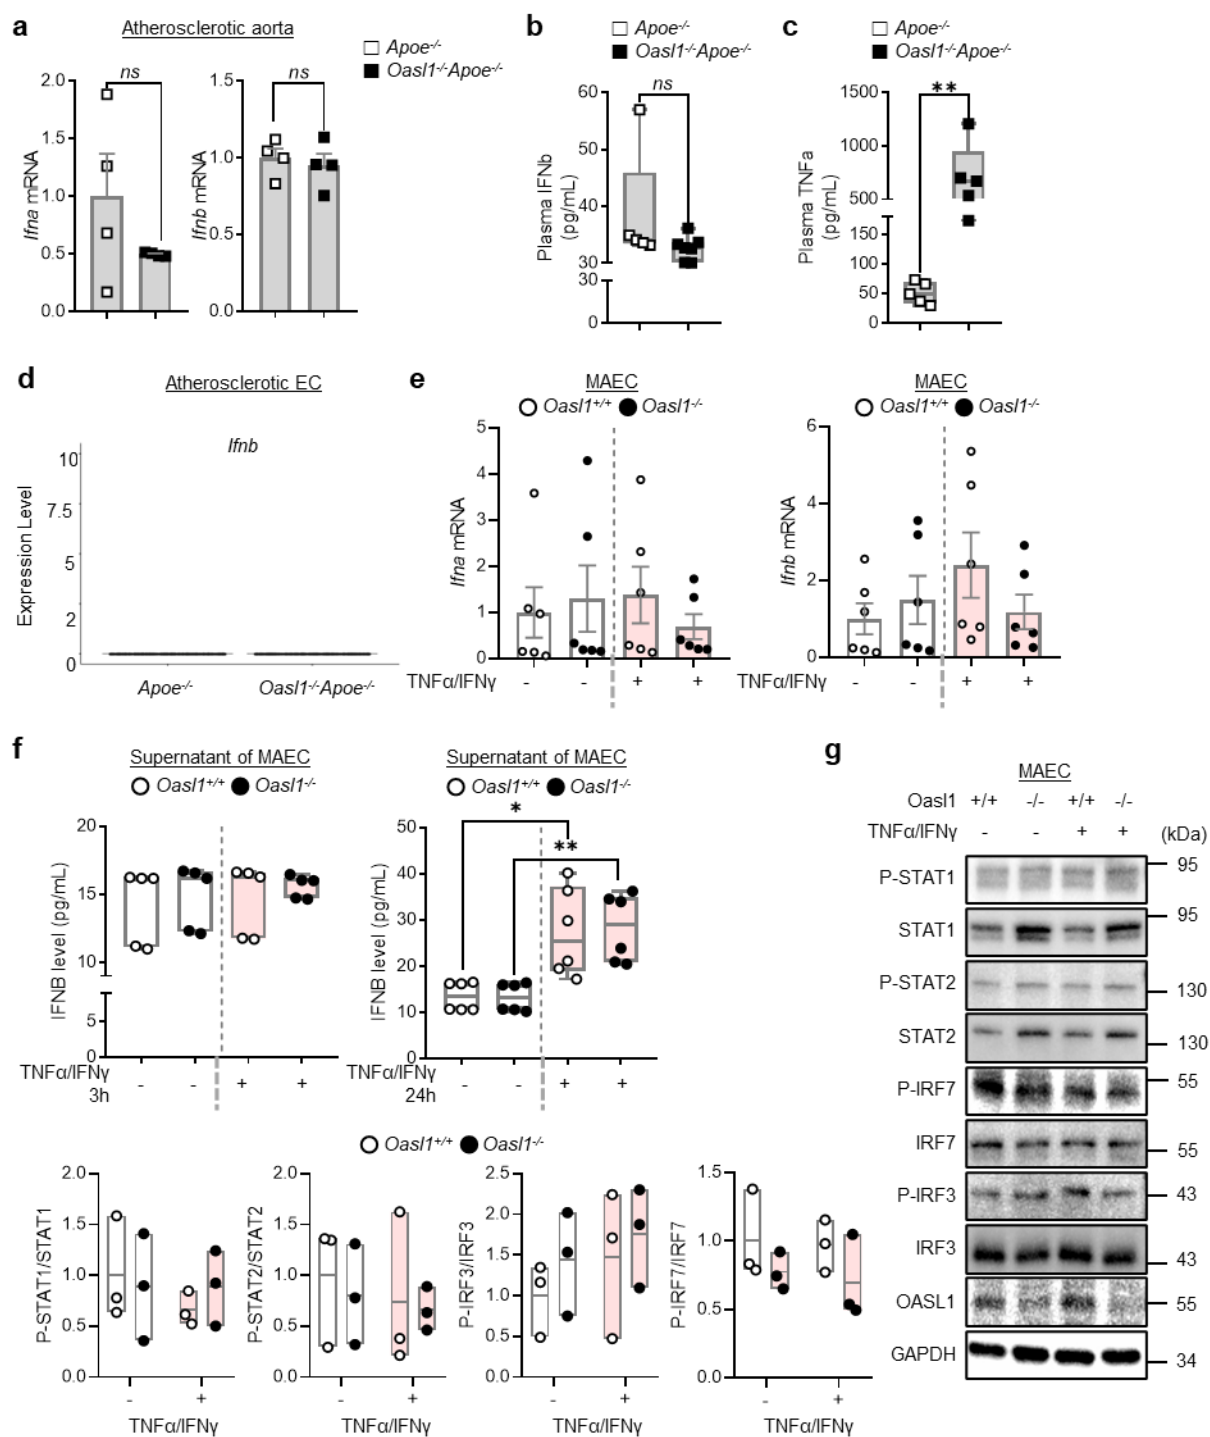 a
Atherosclerotic aorta
Apoe-/-
Oasl1-/-Apoe-/-
ns
2.0
1.5
1.0
0.5
0.0
Ifna mRNA
ns
1.5
1.0
0.5
0.0
Ifnb mRNA
b
Apoe-/-
Oasl1-/-Apoe-/-
ns
60
50
40
30
30
0
Plasma IFNb
(pg/mL)
c
Apoe-/-
Oasl1-/-Apoe-/-
**
1500
1000
500
150
100
50
0
Plasma TNFa
(pg/mL)
d
Atherosclerotic EC
Ifnb
10
7.5
5
2
0
Expression Level
Apoe-/-
Oasl1-/-Apoe-/-
e
MAEC
Oasl1+/+ Oasl1-/-
5
4
3
2
1
0
Ifna mRNA
TNFα/IFNγ - - + +
MAEC
Oasl1+/+ Oasl1-/-
6
4
2
0
Ifnb mRNA
TNFα/IFNγ - - + +
f
Supernatant of MAEC
Oasl1+/+ Oasl1-/-
20
15
10
5
0
IFNB level (pg/mL)
TNFα/IFNγ - - + +
3h
Supernatant of MAEC
Oasl1+/+ Oasl1-/-
*
**
50
40
30
20
10
0
IFNB level (pg/mL)
TNFα/IFNγ - - + +
24h
g
MAEC
Oasl1 +/+ -/- +/+ -/-
TNFα/IFNγ - - + + (kDa)
P-STAT1 95
STAT1 95
P-STAT2 130
STAT2 130
P-IRF7 55
IRF7 55
P-IRF3 43
IRF3 43
OASL1 55
GAPDH 34
Oasl1+/+ Oasl1-/-
2.0
1.5
1.0
0.5
0.0
P-STAT1/STAT1
- +
TNFα/IFNγ
2.0
1.5
1.0
0.5
0.0
P-STAT2/STAT2
- +
TNFα/IFNγ
2.5
2.0
1.5
1.0
0.5
0.0
P-IRF3/IRF3
- +
TNFα/IFNγ
1.5
1.0
0.5
0.0
P-IRF7/IRF7
- +
TNFα/IFNγ